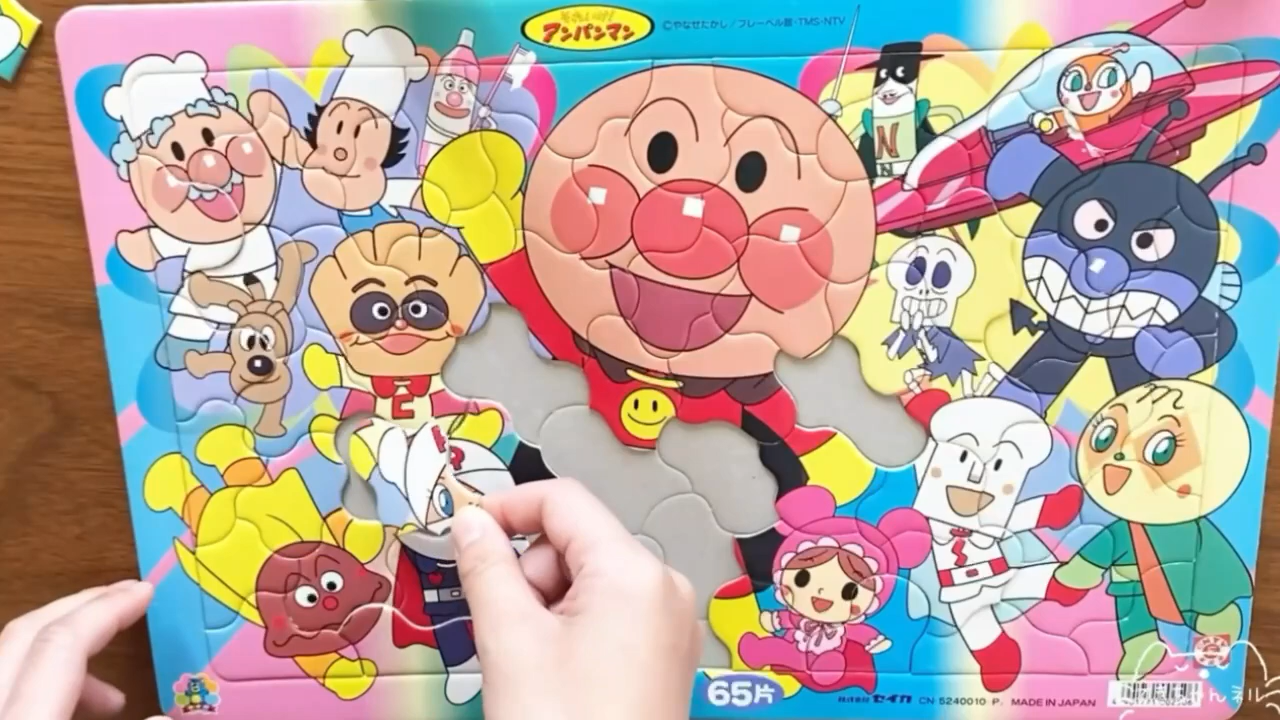 それいけ!
アンパンマン
©やなせたかし/フレーベル館・TMS・NTV
N
C
R
65片
株式会社 セイカ CN-5240010 P. MADE IN JAPAN